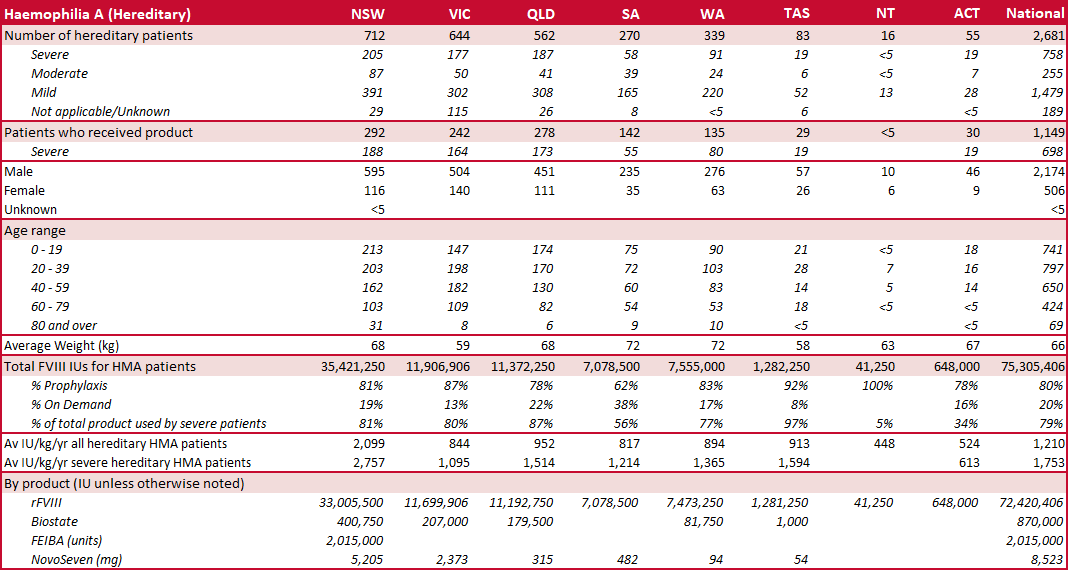 Haemophilia A (Hereditary) NSW VIC QLD SA WA TAS NT ACT National
Number of hereditary patients 712 644 562 270 339 83 16 55 2,681
Severe 205 177 187 58 91 19 <5 19 758
Moderate 87 50 41 39 24 6 <5 7 255
Mild 391 302 308 165 220 52 13 28 1,479
Not applicable/Unknown 29 115 26 8 <5 6 <5 189
Patients who received product 292 242 278 142 135 29 <5 30 1,149
Severe 188 164 173 55 80 19 19 698
Male 595 504 451 235 276 57 10 46 2,174
Female 116 140 111 35 63 26 6 9 506
Unknown <5 <5
Age range
0 - 19 213 147 174 75 90 21 <5 18 741
20 - 39 203 198 170 72 103 28 7 16 797
40 - 59 162 182 130 60 83 14 5 14 650
60 - 79 103 109 82 54 53 18 <5 <5 424
80 and over 31 8 6 9 10 <5 <5 69
Average Weight (kg) 68 59 68 72 72 58 63 67 66
Total FVIII IUs for HMA patients 35,421,250 11,906,906 11,372,250 7,078,500 7,555,000 1,282,250 41,250 648,000 75,305,406
% Prophylaxis 81% 87% 78% 62% 83% 92% 100% 78% 80%
% On Demand 19% 13% 22% 38% 17% 8% 16% 20%
% of total product used by severe patients 81% 80% 87% 56% 77% 97% 5% 34% 79%
Av IU/kg/yr all hereditary HMA patients 2,099 844 952 817 894 913 448 524 1,210
Av IU/kg/yr severe hereditary HMA patients 2,757 1,095 1,514 1,214 1,365 1,594 613 1,753
By product (IU unless otherwise noted)
rFVIII 33,005,500 11,699,906 11,192,750 7,078,500 7,473,250 1,281,250 41,250 648,000 72,420,406
Biostate 400,750 207,000 179,500 81,750 1,000 870,000
FEIBA (units) 2,015,000 2,015,000
NovoSeven (mg) 5,205 2,373 315 482 94 54 8,523